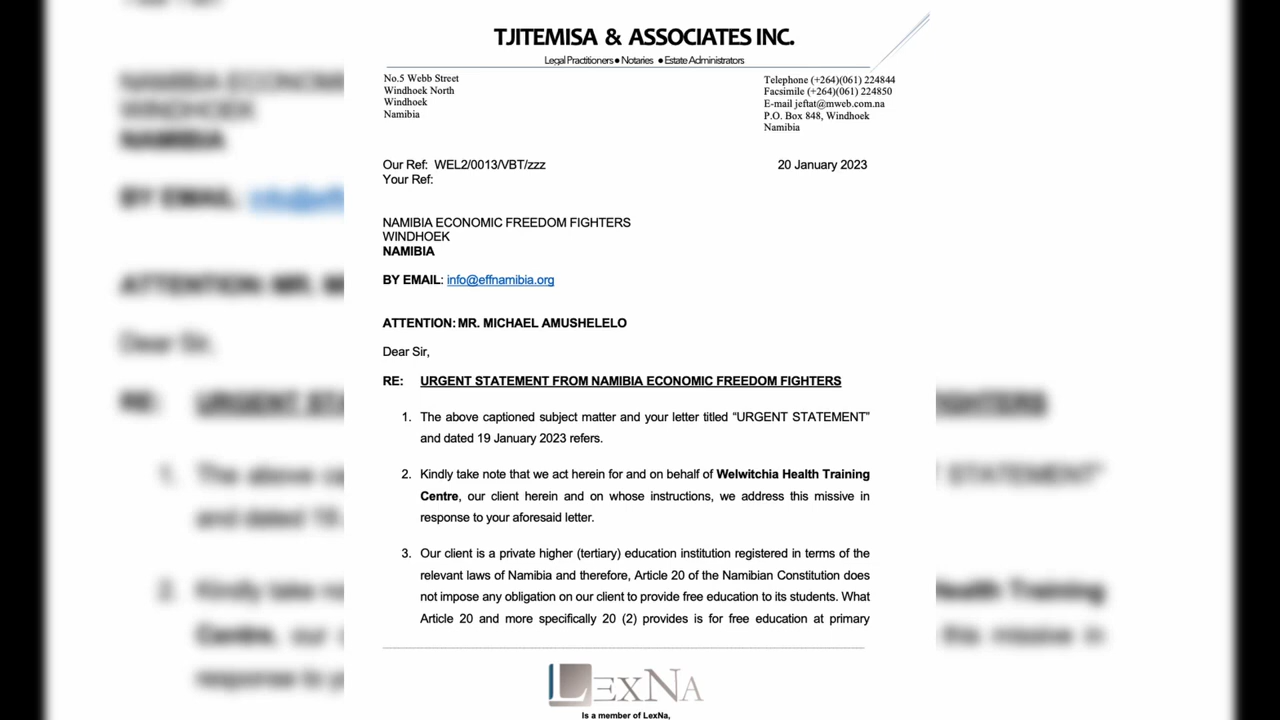 TJITEMISA & ASSOCIATES INC.
Legal Practitioners● Notaries ● Estate Administrators
No.5 Webb Street
Windhoek North
Windhoek
Namibia
Telephone (+264)(061) 224844
Facsimile (+264)(061) 224850
E-mail jeftat@mweb.com.na
P.O. Box 848, Windhoek
Namibia
Our Ref: WEL2/0013/VBT/zzz
20 January 2023
Your Ref:
NAMIBIA ECONOMIC FREEDOM FIGHTERS
WINDHOEK
NAMIBIA
BY EMAIL: info@effnamibia.org
ATTENTION: MR. MICHAEL AMUSHELELO
Dear Sir,
RE: URGENT STATEMENT FROM NAMIBIA ECONOMIC FREEDOM FIGHTERS
1. The above captioned subject matter and your letter titled “URGENT STATEMENT”
and dated 19 January 2023 refers.
2. Kindly take note that we act herein for and on behalf of Welwitchia Health Training
Centre, our client herein and on whose instructions, we address this missive in
response to your aforesaid letter.
3. Our client is a private higher (tertiary) education institution registered in terms of the
relevant laws of Namibia and therefore, Article 20 of the Namibian Constitution does
not impose any obligation on our client to provide free education to its students. What
Article 20 and more specifically 20 (2) provides is for free education at primary
LEXNA
Is a member of LexNa,